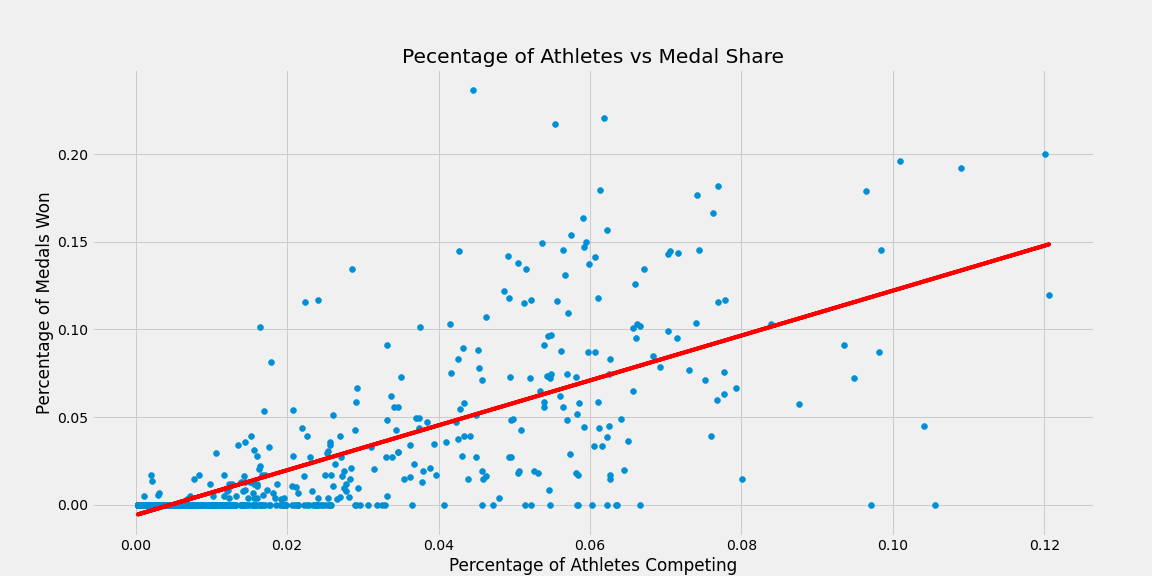 Pecentage of Athletes vs Medal Share
Percentage of Medals Won
0.20
0.15
0.10
0.05
0.00
0.00 0.02 0.04 0.06 0.08 0.10 0.12
Percentage of Athletes Competing